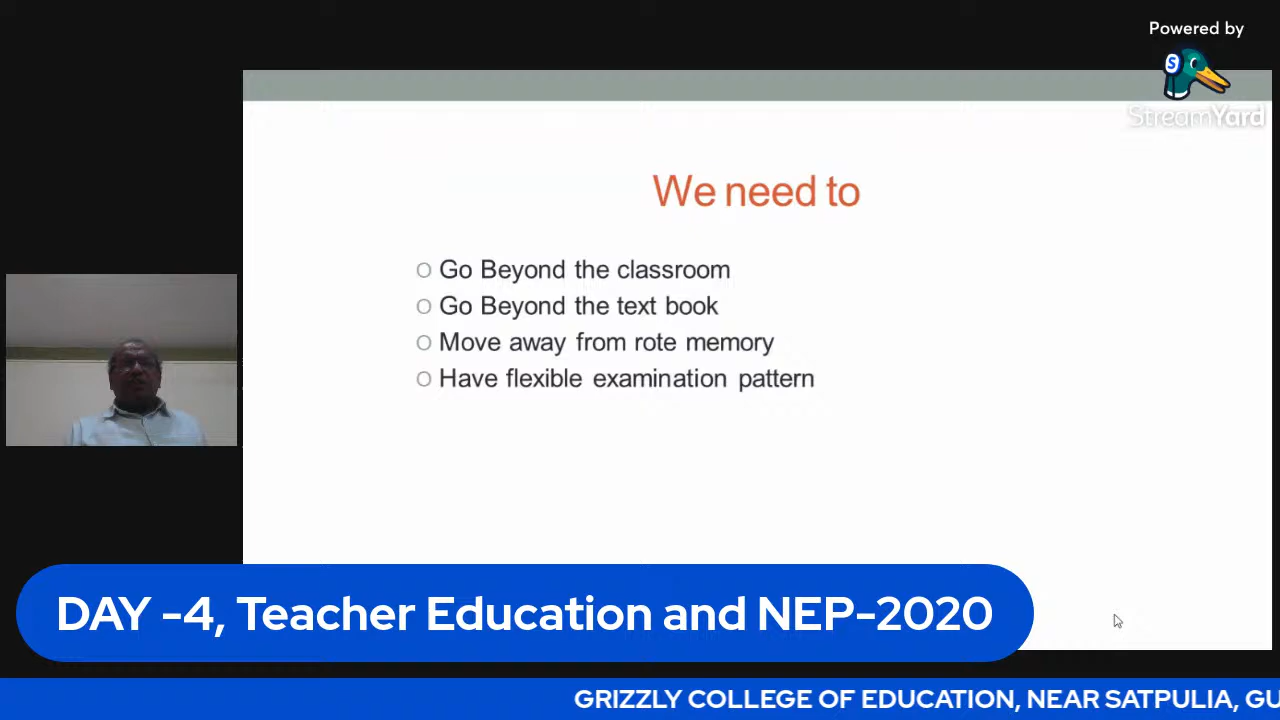 Powered by
StreamYard
We need to
Go Beyond the classroom
Go Beyond the text book
Move away from rote memory
Have flexible examination pattern
DAY -4, Teacher Education and NEP-2020
GRIZZLY COLLEGE OF EDUCATION, NEAR SATPULIA, GU